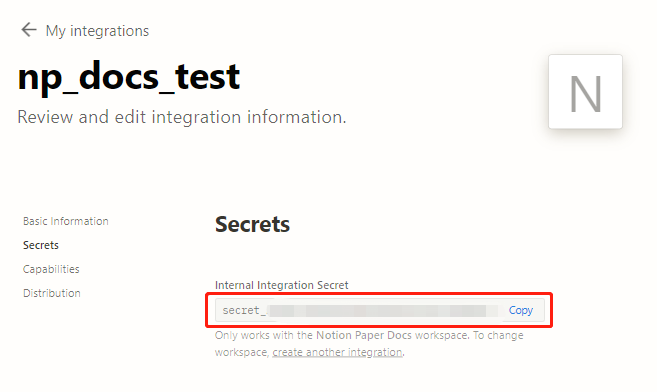 ← My integrations
np_docs_test
Review and edit integration information.
N
Basic Information
Secrets
Capabilities
Distribution
Secrets
Internal Integration Secret
secret_
Copy
Only works with the Notion Paper Docs workspace. To change
workspace, create another integration.